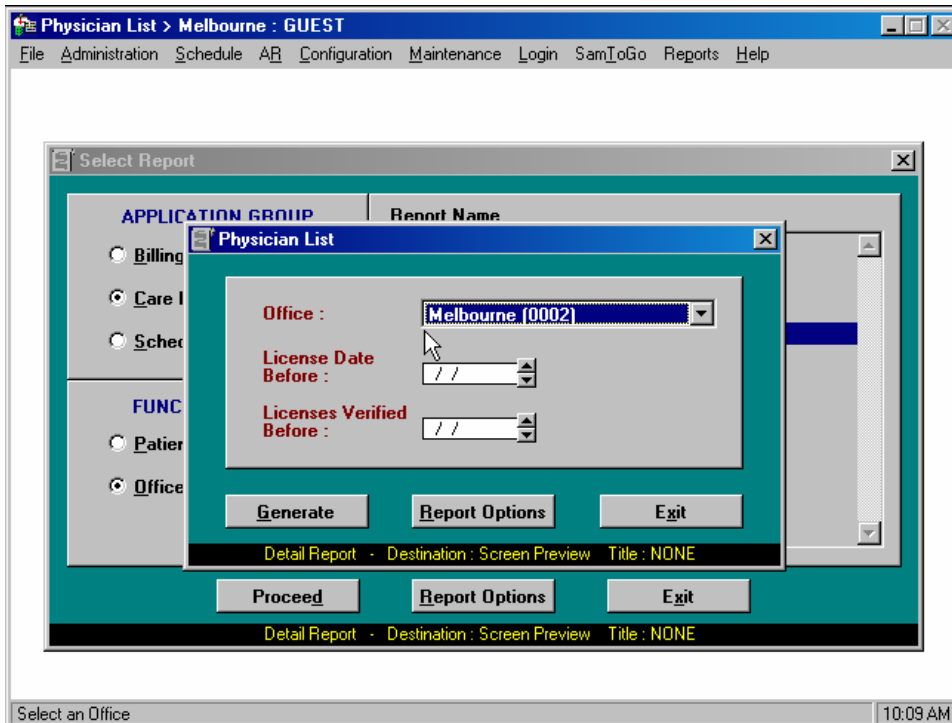 Physician List > Melbourne : GUEST
File Administration Schedule AR Configuration Maintenance Login SamToGo Reports Help
Select Report
APPLICATION GROUP
Report Name
Billing
Care
Physician List
Office :
Melbourne (0002)
License Date
Before :
/ /
Licenses Verified
Before :
/ /
Generate
Report Options
Exit
Detail Report - Destination : Screen Preview Title : NONE
Office
Proceed
Report Options
Exit
Detail Report - Destination : Screen Preview Title : NONE
Select an Office
10:09 AM